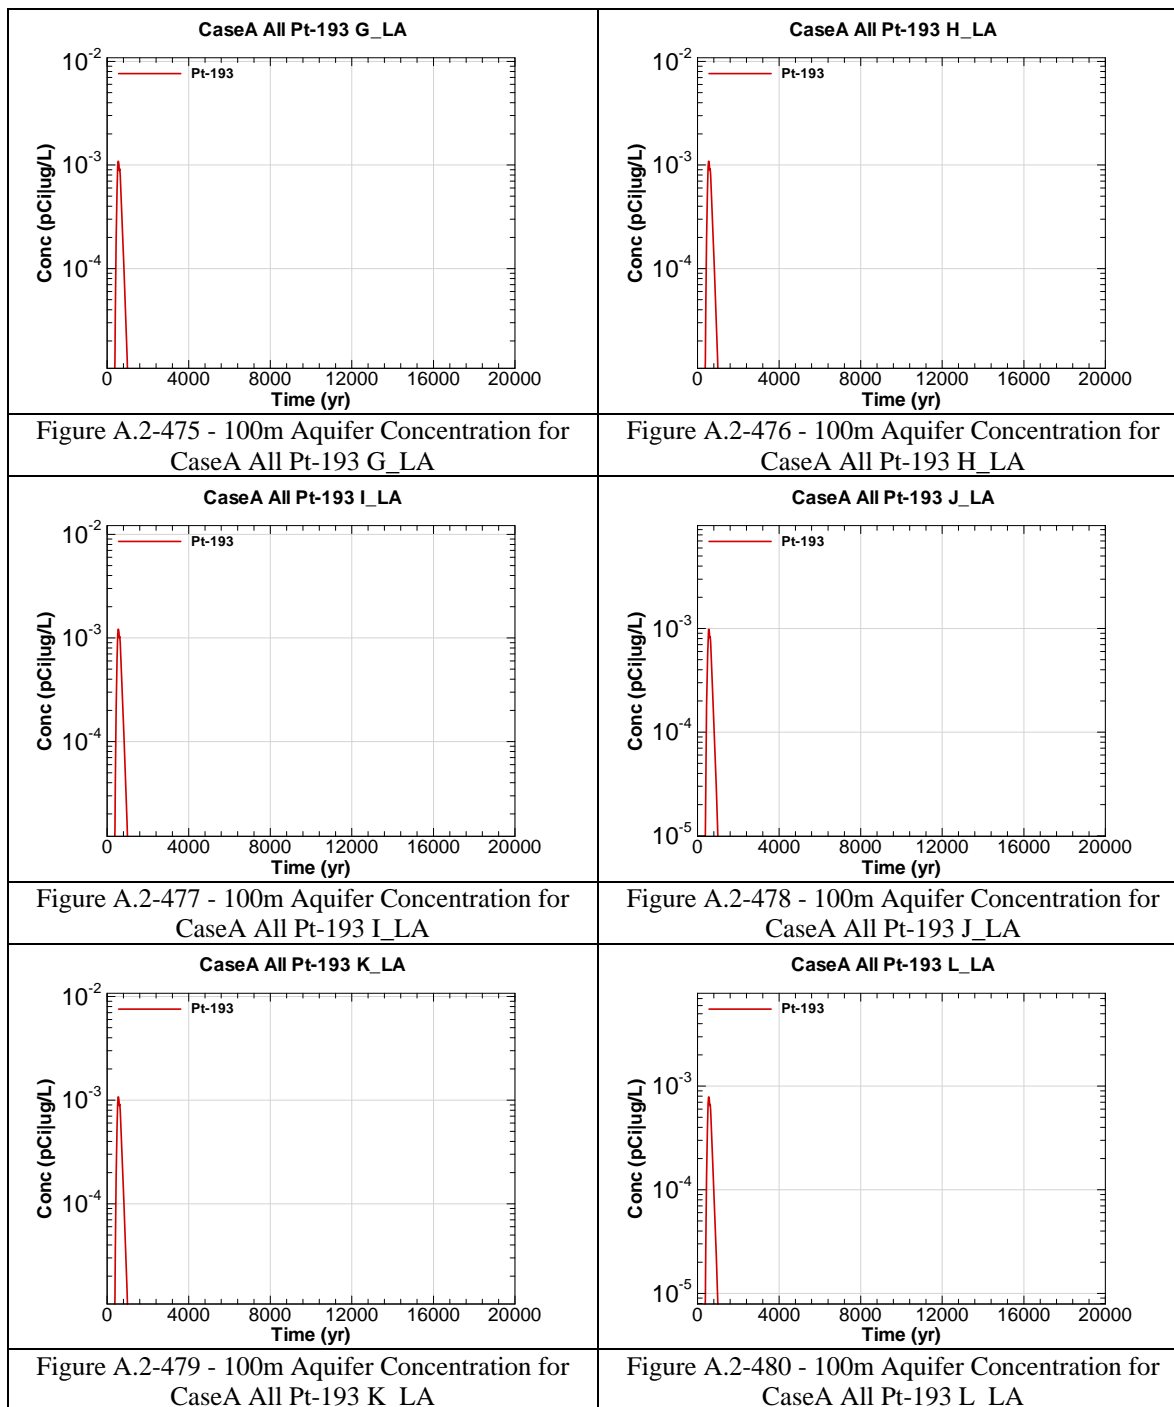 CaseA All Pt-193 G_LA
Conc (pCi|ug/L)
10-2
10-3
10-4
Pt-193
0 4000 8000 12000 16000 20000
Time (yr)
Figure A.2-475 - 100m Aquifer Concentration for
CaseA All Pt-193 G_LA
CaseA All Pt-193 H_LA
Conc (pCi|ug/L)
10-2
10-3
10-4
Pt-193
0 4000 8000 12000 16000 20000
Time (yr)
Figure A.2-476 - 100m Aquifer Concentration for
CaseA All Pt-193 H_LA
CaseA All Pt-193 I_LA
Conc (pCi|ug/L)
10-2
10-3
10-4
Pt-193
0 4000 8000 12000 16000 20000
Time (yr)
Figure A.2-477 - 100m Aquifer Concentration for
CaseA All Pt-193 I_LA
CaseA All Pt-193 J_LA
Conc (pCi|ug/L)
10-3
10-4
10-5
Pt-193
0 4000 8000 12000 16000 20000
Time (yr)
Figure A.2-478 - 100m Aquifer Concentration for
CaseA All Pt-193 J_LA
CaseA All Pt-193 K_LA
Conc (pCi|ug/L)
10-2
10-3
10-4
Pt-193
0 4000 8000 12000 16000 20000
Time (yr)
Figure A.2-479 - 100m Aquifer Concentration for
CaseA All Pt-193 K_LA
CaseA All Pt-193 L_LA
Conc (pCi|ug/L)
10-3
10-4
10-5
Pt-193
0 4000 8000 12000 16000 20000
Time (yr)
Figure A.2-480 - 100m Aquifer Concentration for
CaseA All Pt-193 L_LA